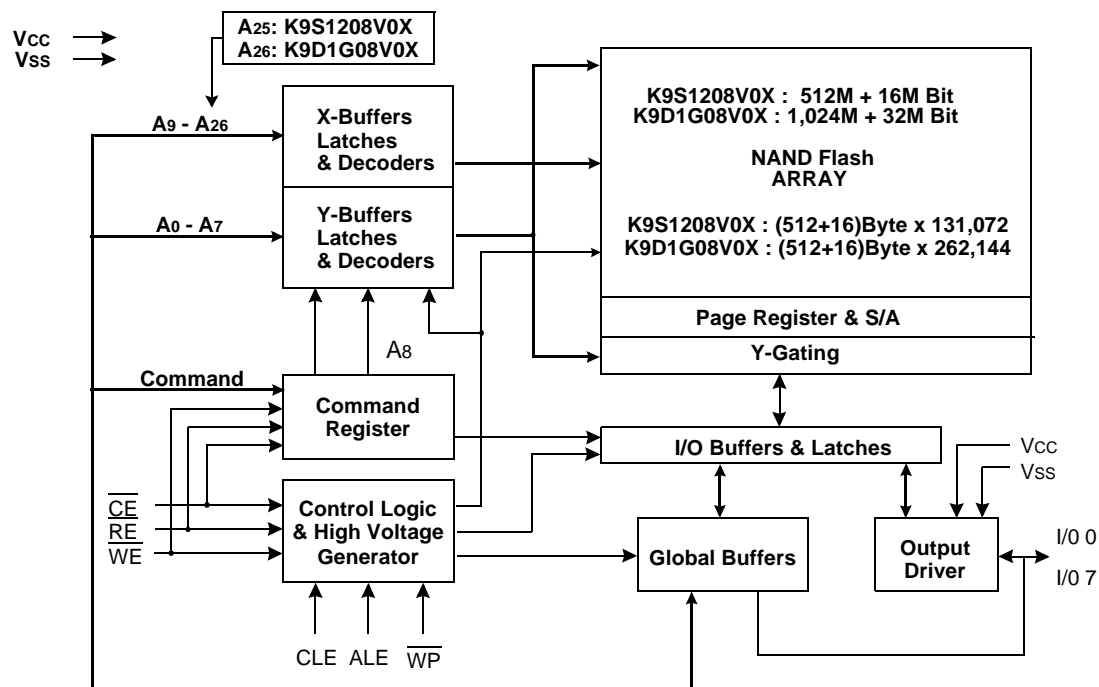 VCC
VSS
A25: K9S1208V0X
A26: K9D1G08V0X
A9 - A26
X-Buffers
Latches
& Decoders
K9S1208V0X : 512M + 16M Bit
K9D1G08V0X : 1,024M + 32M Bit
NAND Flash
ARRAY
A0 - A7
Y-Buffers
Latches
& Decoders
K9S1208V0X : (512+16)Byte x 131,072
K9D1G08V0X : (512+16)Byte x 262,144
Page Register & S/A
Y-Gating
A8
Command
Command
Register
I/O Buffers & Latches
VCC
VSS
CE
RE
WE
Control Logic
& High Voltage
Generator
Global Buffers
Output
Driver
I/0 0
I/0 7
CLE
ALE
WP